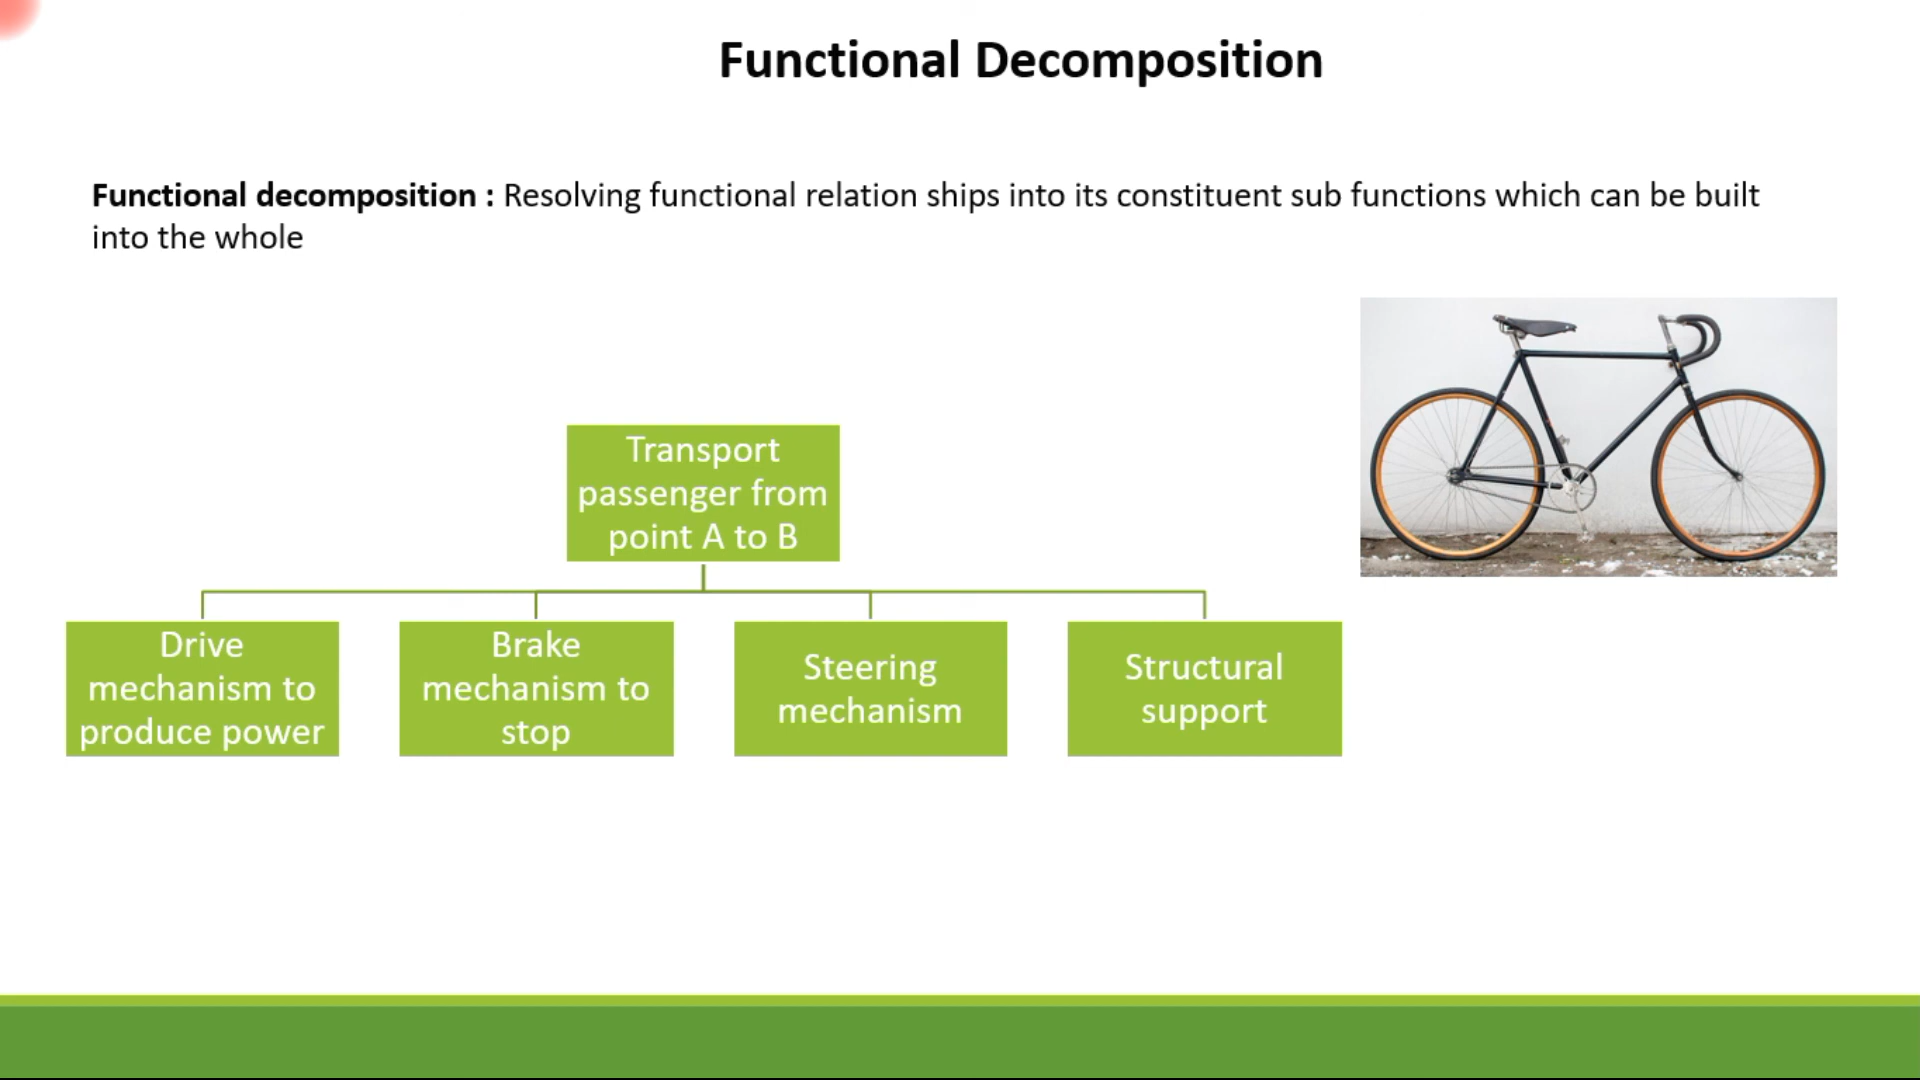 Functional Decomposition
Functional decomposition : Resolving functional relation ships into its constituent sub functions which can be built
into the whole
Transport
passenger from
point A to B
Drive
mechanism to
produce power
Brake
mechanism to
stop
Steering
mechanism
Structural
support